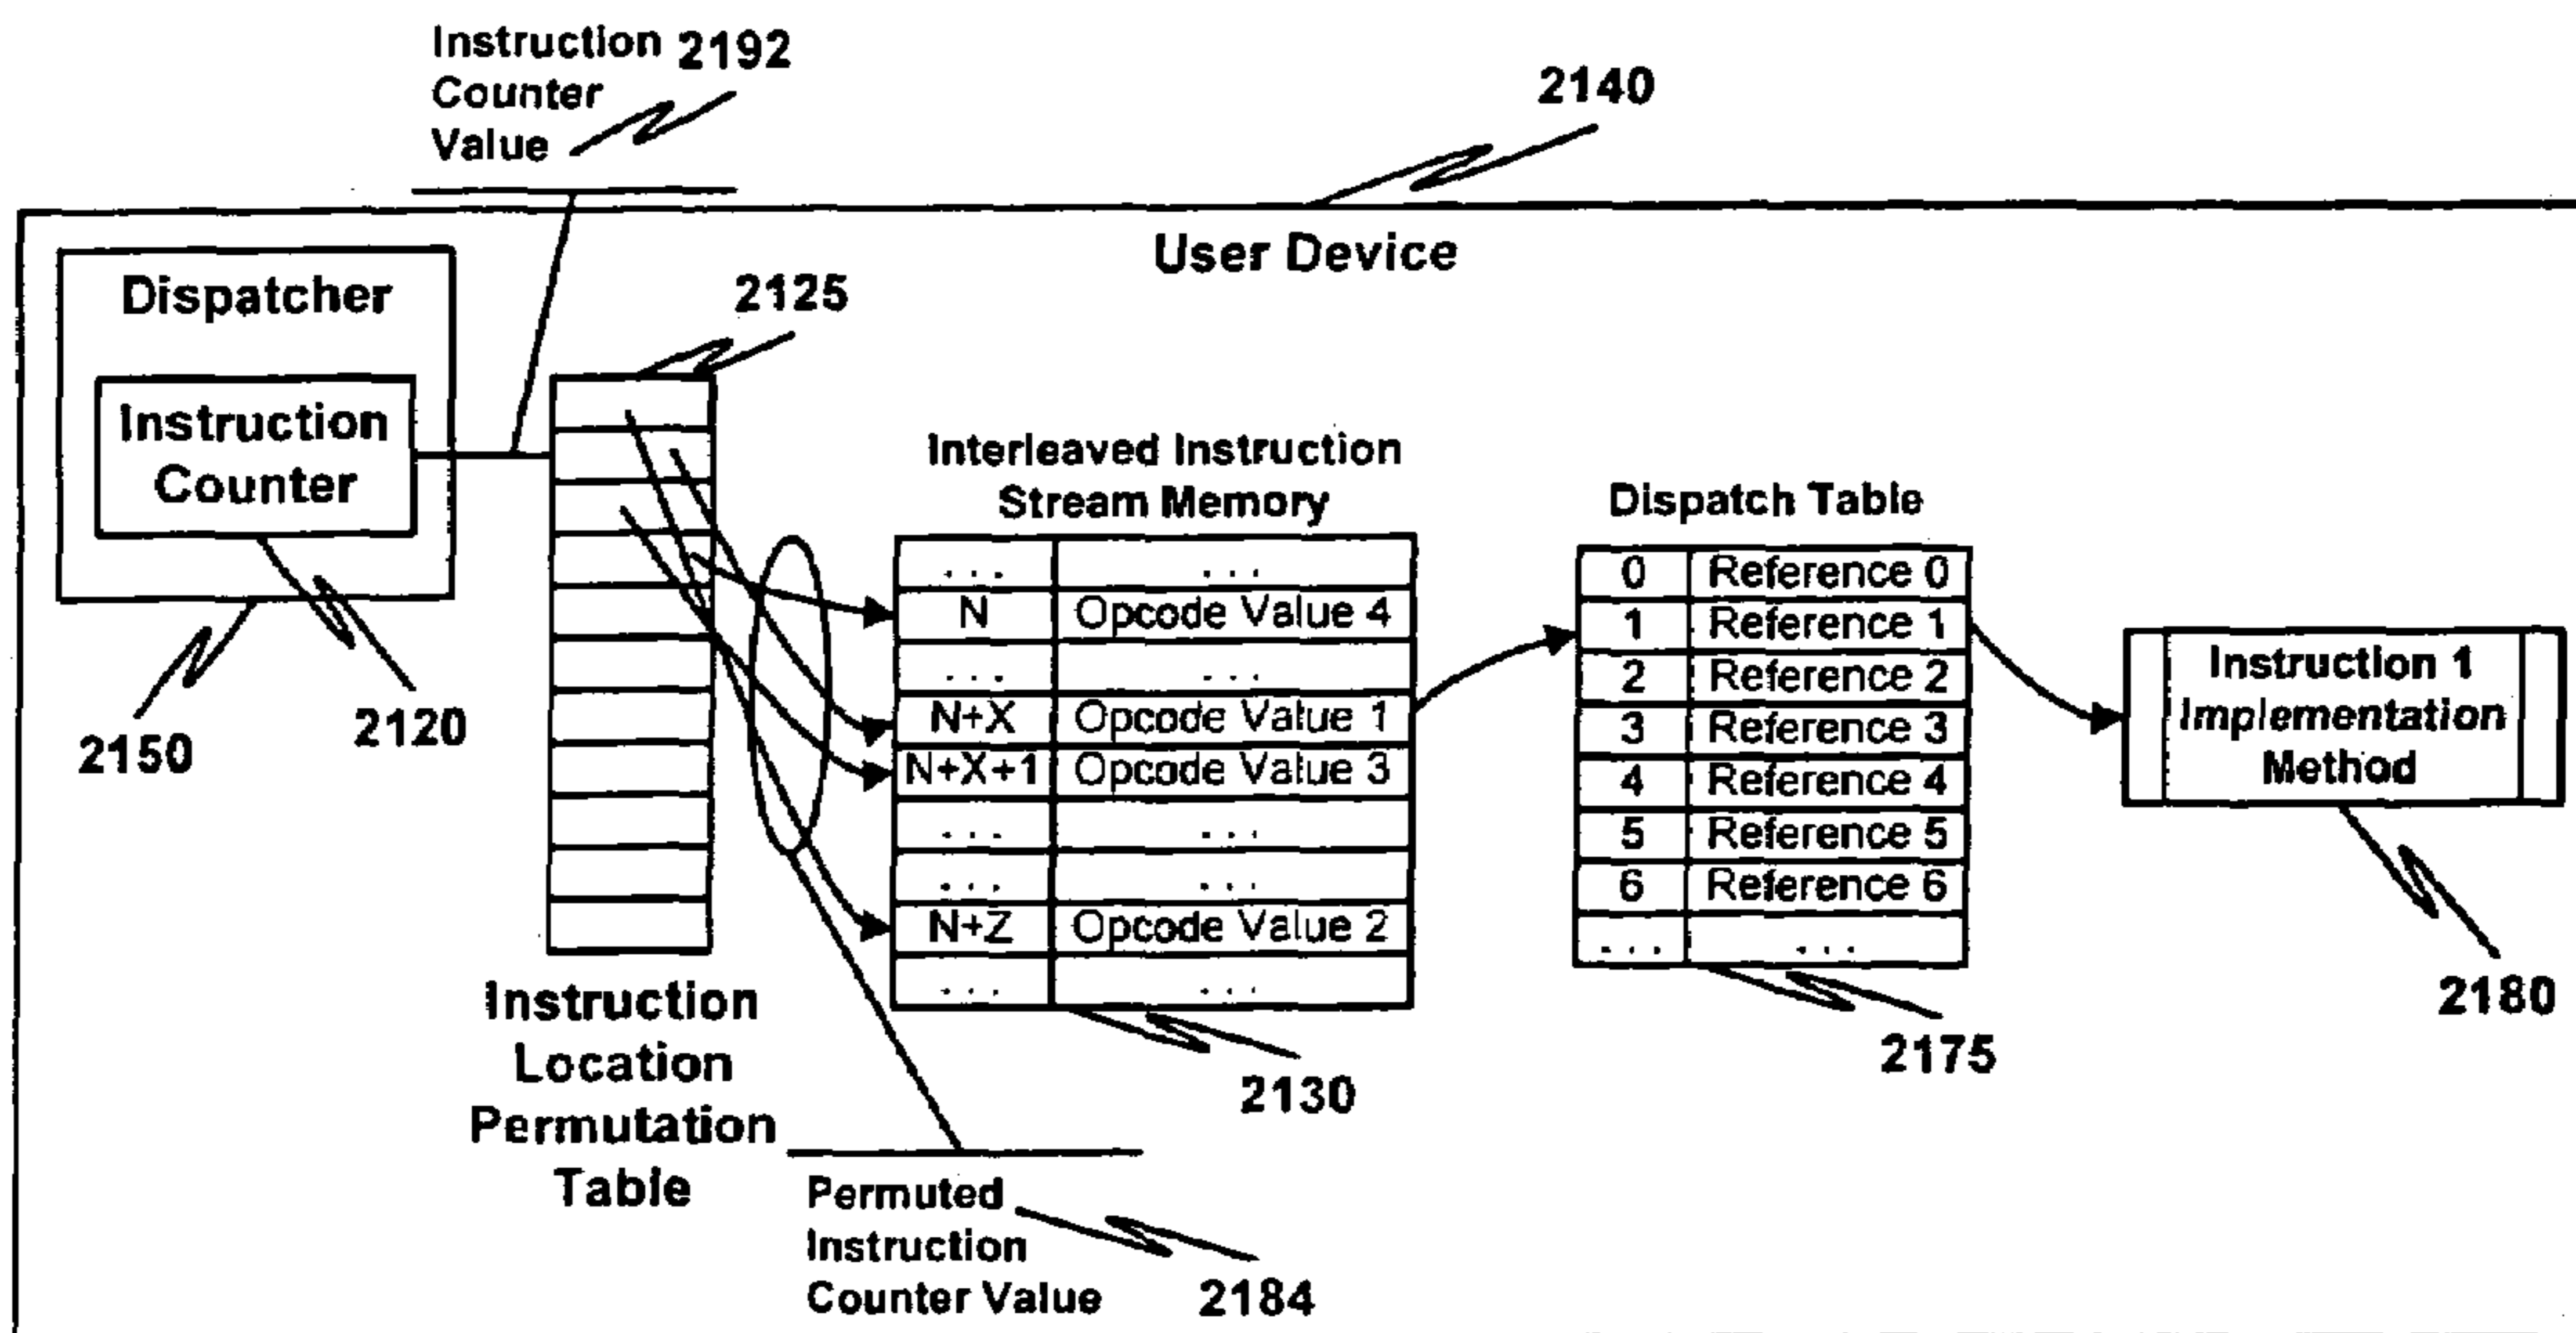 Instruction 2192
Counter
Value
2140
User Device
Dispatcher
2125
Instruction
Counter
Interleaved Instruction
Stream Memory
Dispatch Table
. . . . . .
N Opcode Value 4
. . . . . .
N+X Opcode Value 1
N+X+1 Opcode Value 3
. . . . . .
. . . . . .
N+Z Opcode Value 2
. . . . . .
0 Reference 0
1 Reference 1
2 Reference 2
3 Reference 3
4 Reference 4
5 Reference 5
6 Reference 6
. . . . . .
Instruction 1
Implementation
Method
2150
2120
2180
2175
2130
Instruction
Location
Permutation
Table
Permuted
Instruction
Counter Value
2184